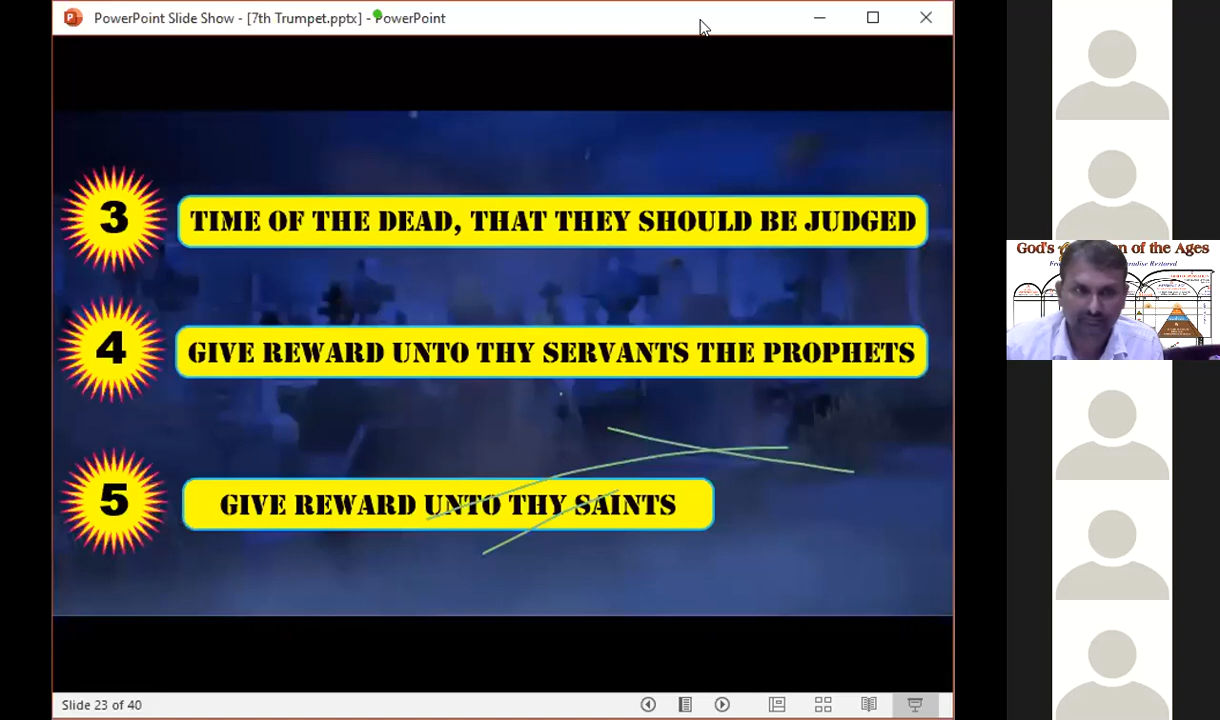 PowerPoint Slide Show - [7th Trumpet.pptx] - PowerPoint
3
TIME OF THE DEAD, THAT THEY SHOULD BE JUDGED
4
GIVE REWARD UNTO THY SERVANTS THE PROPHETS
5
GIVE REWARD UNTO THY SAINTS
Slide 23 of 40
God's
n of the Ages
Restored